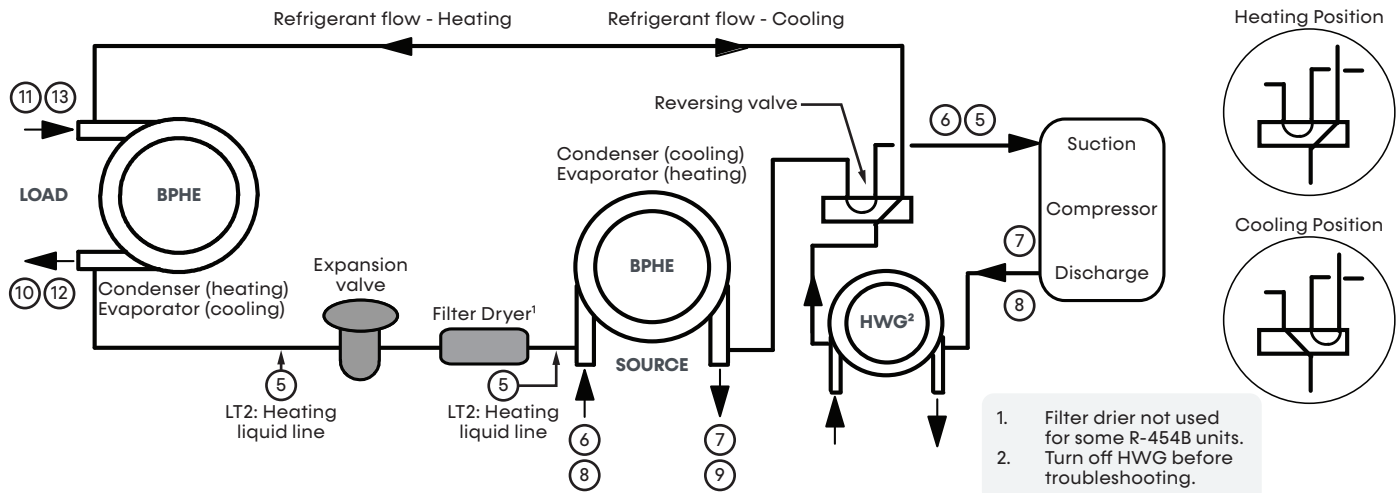 Refrigerant flow - Heating
Refrigerant flow - Cooling
Heating Position
11 13
Reversing valve
6 5
Suction
Condenser (cooling)
Evaporator (heating)
LOAD
BPHE
Compressor
Cooling Position
7
Discharge
8
10 12
Condenser (heating)
Evaporator (cooling)
Expansion
valve
Filter Dryer¹
BPHE
SOURCE
HWG²
5
LT2: Heating
liquid line
5
LT2: Heating
liquid line
6
8
7
9
1. Filter drier not used
for some R-454B units.
2. Turn off HWG before
troubleshooting.